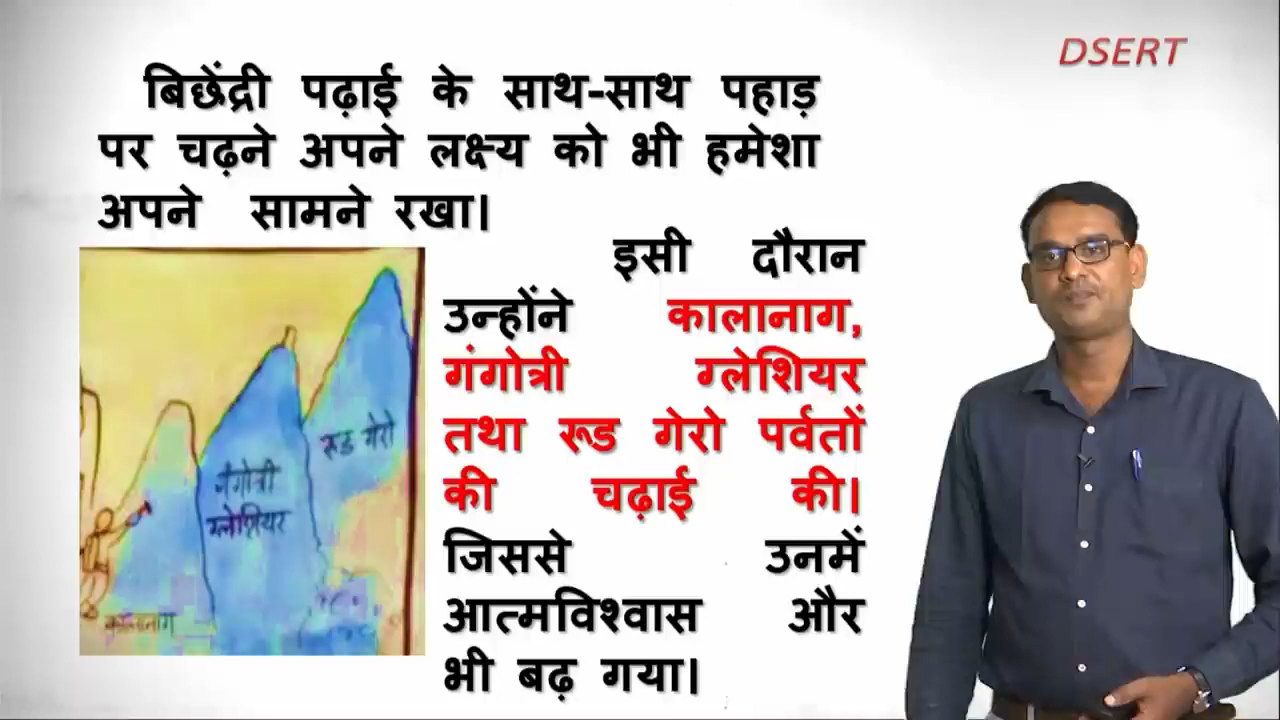 DSERT
बिछेंद्री पढ़ाई के साथ-साथ पहाड़
पर चढ़ने अपने लक्ष्य को भी हमेशा
अपने सामने रखा।
इसी दौरान
उन्होंने कालानाग,
गंगोत्री ग्लेशियर
तथा रूड गेरो पर्वतों
की चढ़ाई की।
जिससे उनमें
आत्मविश्वास और
भी बढ़ गया।
रूड गेरो
गंगोत्री
ग्लेशियर
कालानाग